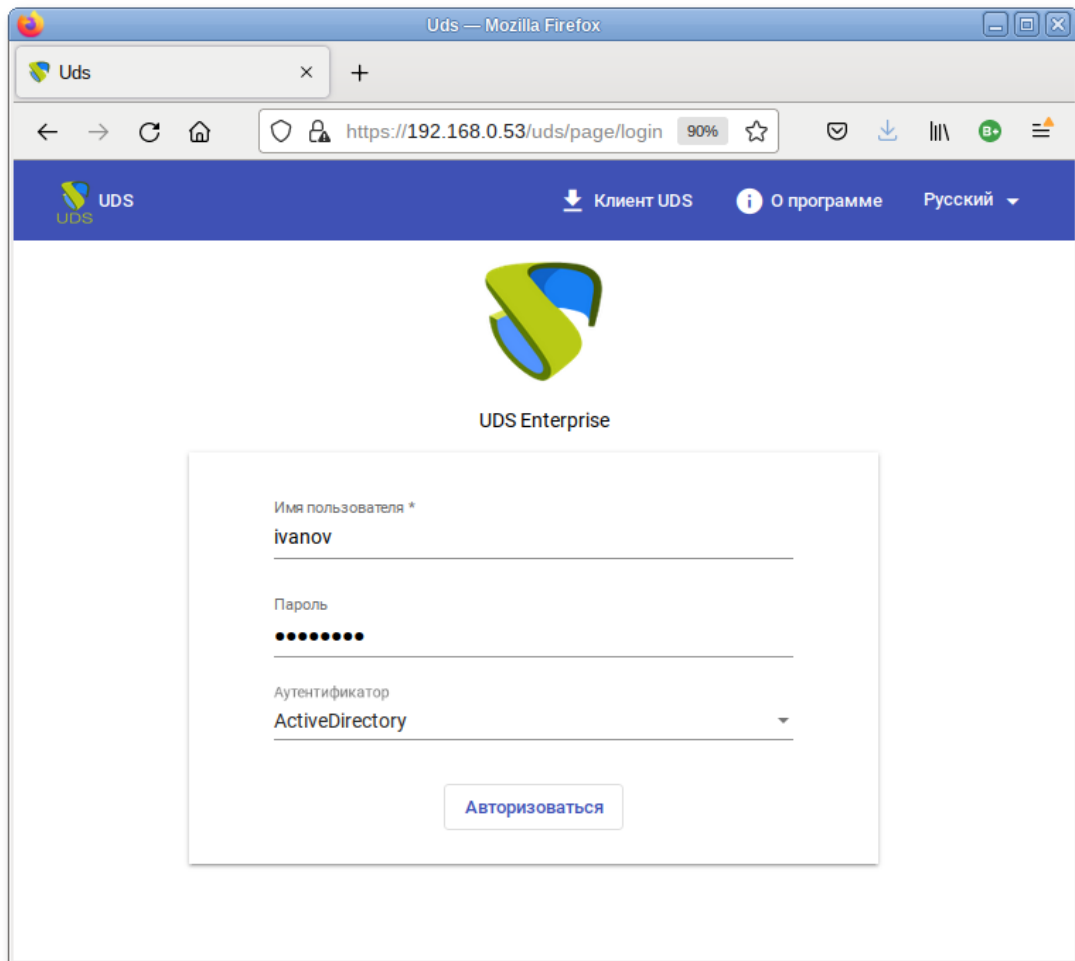 Uds — Mozilla Firefox
Uds
https://192.168.0.53/uds/page/login 90%
UDS UDS Клиент UDS О программе Русский
UDS Enterprise
Имя пользователя *
ivanov
Пароль
••••••••
Аутентификатор
ActiveDirectory
Авторизоваться